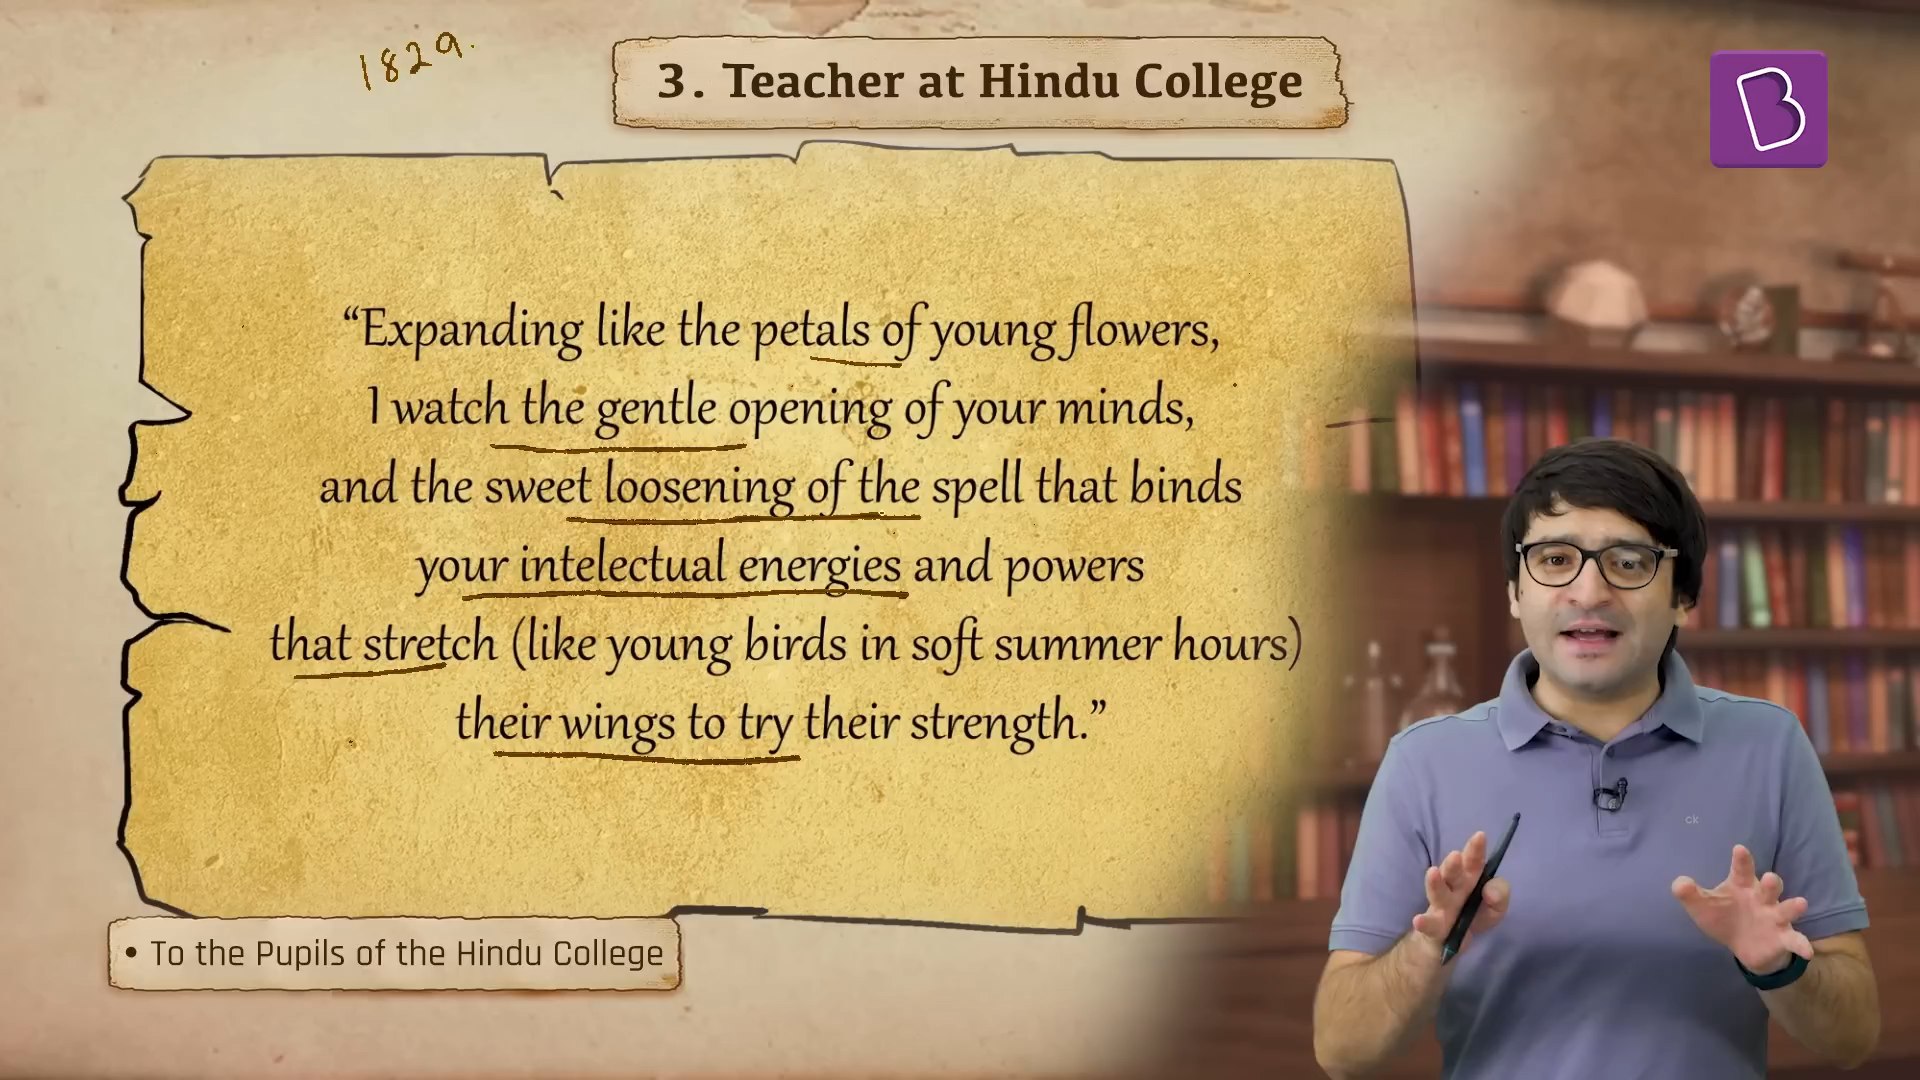 1829.
3. Teacher at Hindu College
B
“Expanding like the petals of young flowers,
I watch the gentle opening of your minds,
and the sweet loosening of the spell that binds
your intelectual energies and powers
that stretch (like young birds in soft summer hours)
their wings to try their strength.”
ck
• To the Pupils of the Hindu College